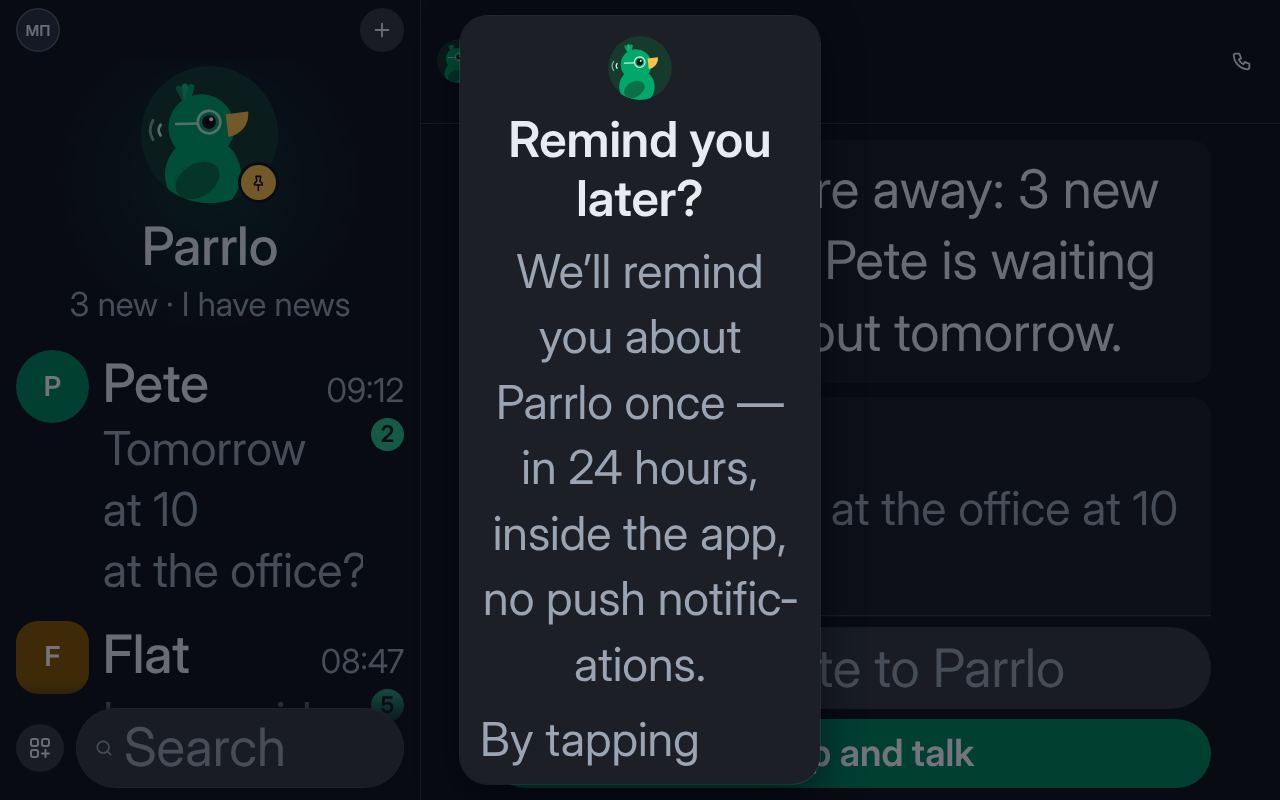 МП
Parrlo
3 new · I have news
P
Pete
09:12
Tomorrow
at 10
at the office?
2
F
Flat
08:47
5
Search
re away: 3 new
Pete is waiting
out tomorrow.
at the office at 10
te to Parrlo
and talk
Remind you
later?
We’ll remind
you about
Parrlo once —
in 24 hours,
inside the app,
no push notific-
ations.
By tapping